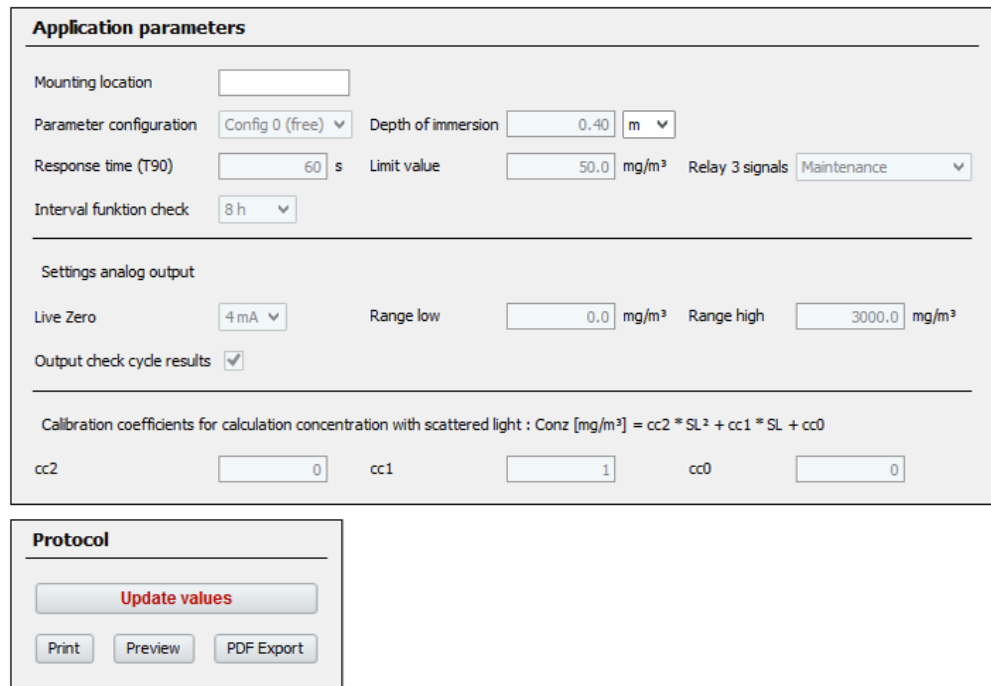 Application parameters
Mounting location
Parameter configuration Config 0 (free) Depth of immersion 0.40 m
Response time (T90) 60 s Limit value 50.0 mg/m³ Relay 3 signals Maintenance
Interval funktion check 8 h
Settings analog output
Live Zero 4 mA Range low 0.0 mg/m³ Range high 3000.0 mg/m³
Output check cycle results
Calibration coefficients for calculation concentration with scattered light : Conz [mg/m³] = cc2 * SL² + cc1 * SL + cc0
cc2 0 cc1 1 cc0 0
Protocol
Update values
Print Preview PDF Export